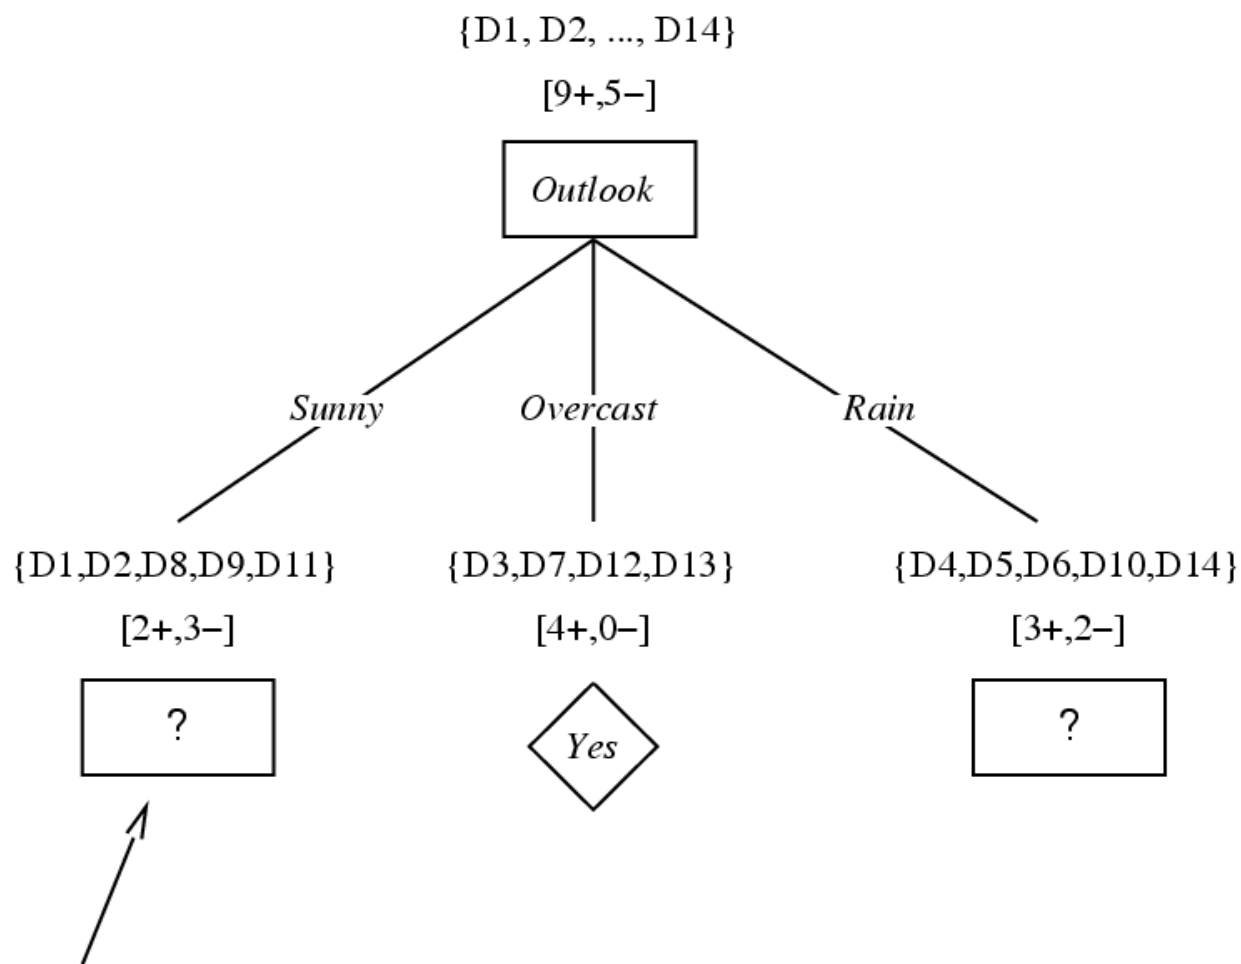 {D1, D2, ..., D14}
[9+,5−]
Outlook
Sunny
Overcast
Rain
{D1,D2,D8,D9,D11}
{D3,D7,D12,D13}
{D4,D5,D6,D10,D14}
[2+,3−]
[4+,0−]
[3+,2−]
?
Yes
?